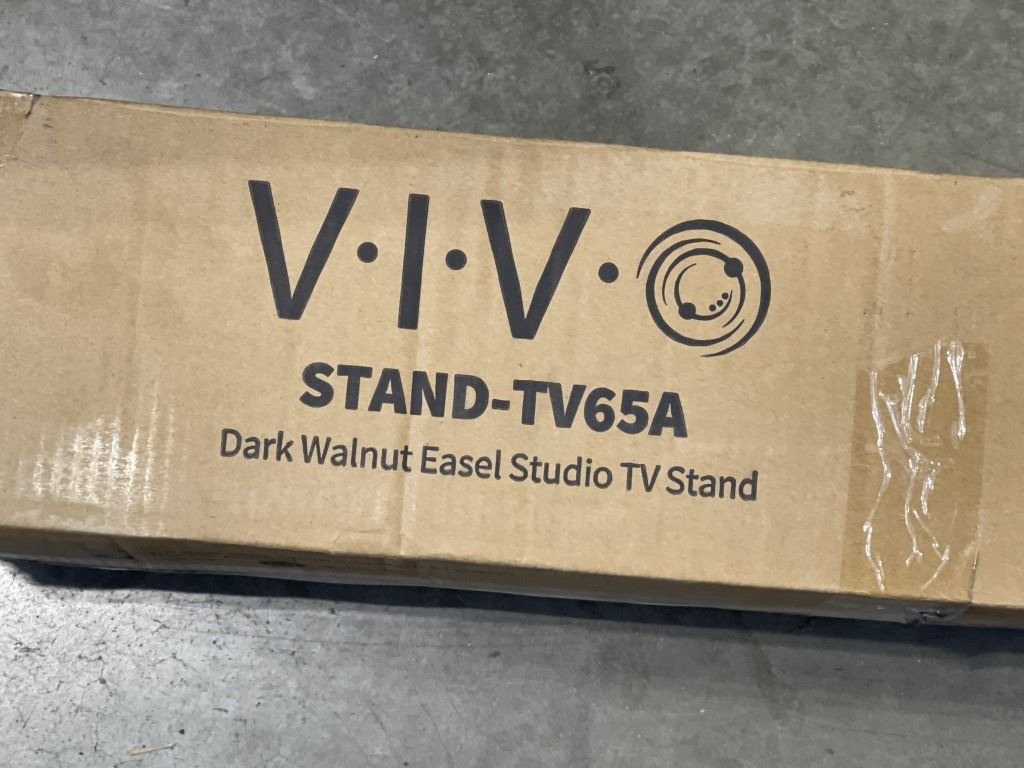 V·I·V·O
STAND-TV65A
Dark Walnut Easel Studio TV Stand